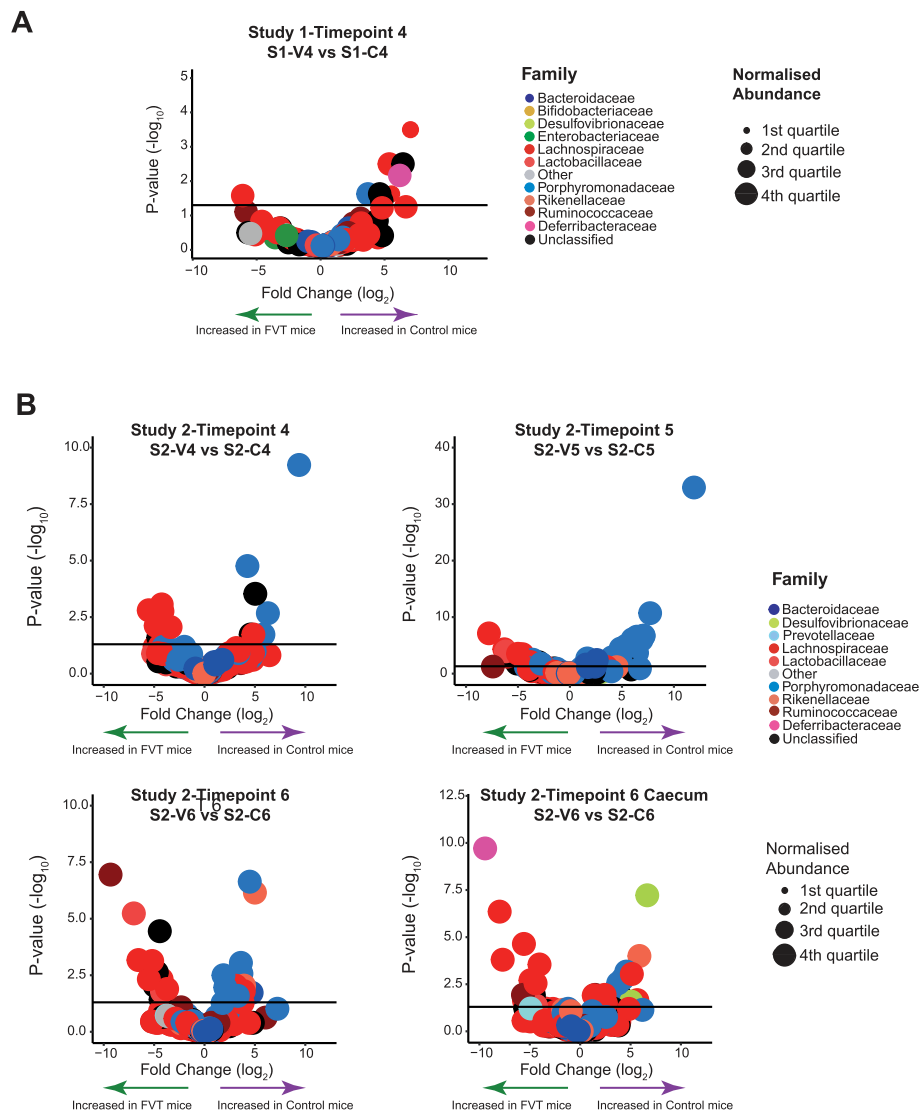 A
Study 1-Timepoint 4
S1-V4 vs S1-C4
P-value (-log10)
5
4
3
2
1
0
−10
−5
0
5
10
Fold Change (log2)
Increased in FVT mice
Increased in Control mice
Family
Bacteroidaceae
Bifidobacteriaceae
Desulfovibrionaceae
Enterobacteriaceae
Lachnospiraceae
Lactobacillaceae
Other
Porphyromonadaceae
Rikenellaceae
Ruminococcaceae
Deferribacteraceae
Unclassified
Normalised
Abundance
1st quartile
2nd quartile
3rd quartile
4th quartile
B
Study 2-Timepoint 4
S2-V4 vs S2-C4
P-value (-log10)
10.0
7.5
5.0
2.5
0.0
−10
−5
0
5
10
Fold Change (log2)
Increased in FVT mice
Increased in Control mice
Study 2-Timepoint 5
S2-V5 vs S2-C5
P-value (-log10)
40
30
20
10
0
−10
−5
0
5
10
Fold Change (log2)
Increased in FVT mice
Increased in Control mice
Family
Bacteroidaceae
Desulfovibrionaceae
Prevotellaceae
Lachnospiraceae
Lactobacillaceae
Other
Porphyromonadaceae
Rikenellaceae
Ruminococcaceae
Deferribacteraceae
Unclassified
Study 2-Timepoint 6
T 6
S2-V6 vs S2-C6
P-value (-log10)
10.0
7.5
5.0
2.5
0.0
−10
−5
0
5
10
Fold Change (log2)
Increased in FVT mice
Increased in Control mice
Study 2-Timepoint 6 Caecum
S2-V6 vs S2-C6
P-value (-log10)
12.5
10.0
7.5
5.0
2.5
0.0
−10
−5
0
5
10
Fold Change (log2)
Increased in FVT mice
Increased in Control mice
Normalised
Abundance
1st quartile
2nd quartile
3rd quartile
4th quartile